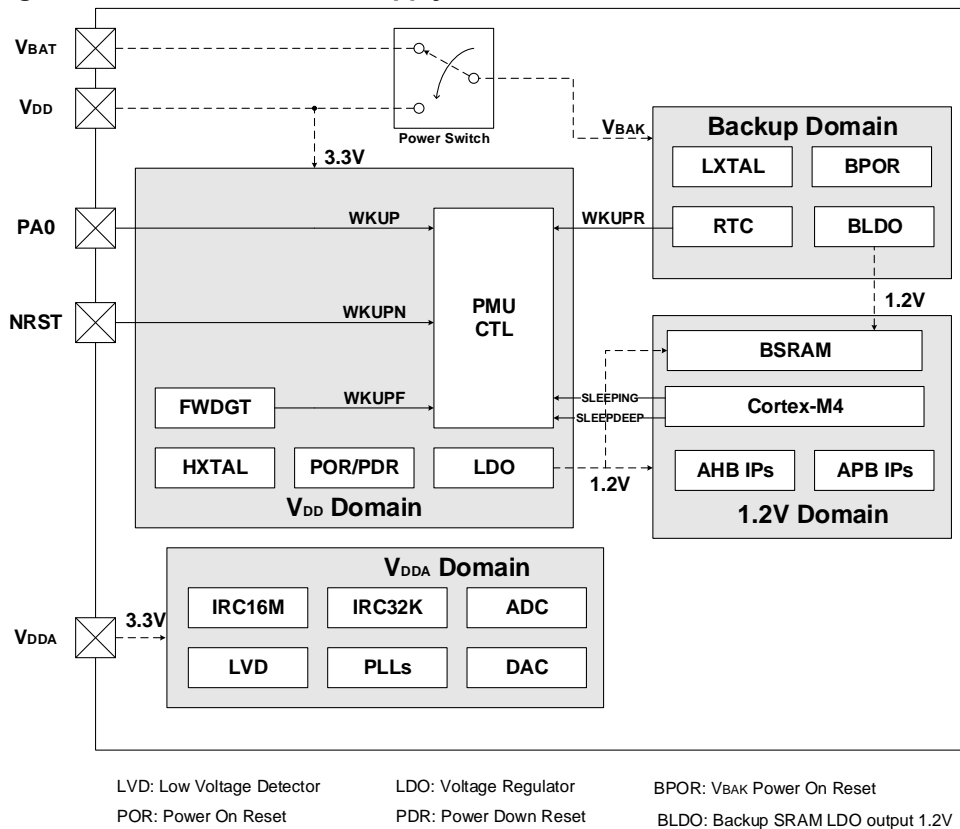 VBAT
VDD
Power Switch
3.3V
VBAK
Backup Domain
LXTAL
BPOR
RTC
BLDO
PA0
WKUP
WKUPR
1.2V
NRST
WKUPN
PMU
CTL
BSRAM
FWDGT
WKUPF
SLEEPING
SLEEPDEEP
Cortex-M4
HXTAL
POR/PDR
LDO
1.2V
AHB IPs
APB IPs
VDD Domain
1.2V Domain
VDDA Domain
IRC16M
IRC32K
ADC
VDDA
3.3V
LVD
PLLs
DAC
LVD: Low Voltage Detector
LDO: Voltage Regulator
BPOR: VBAK Power On Reset
POR: Power On Reset
PDR: Power Down Reset
BLDO: Backup SRAM LDO output 1.2V